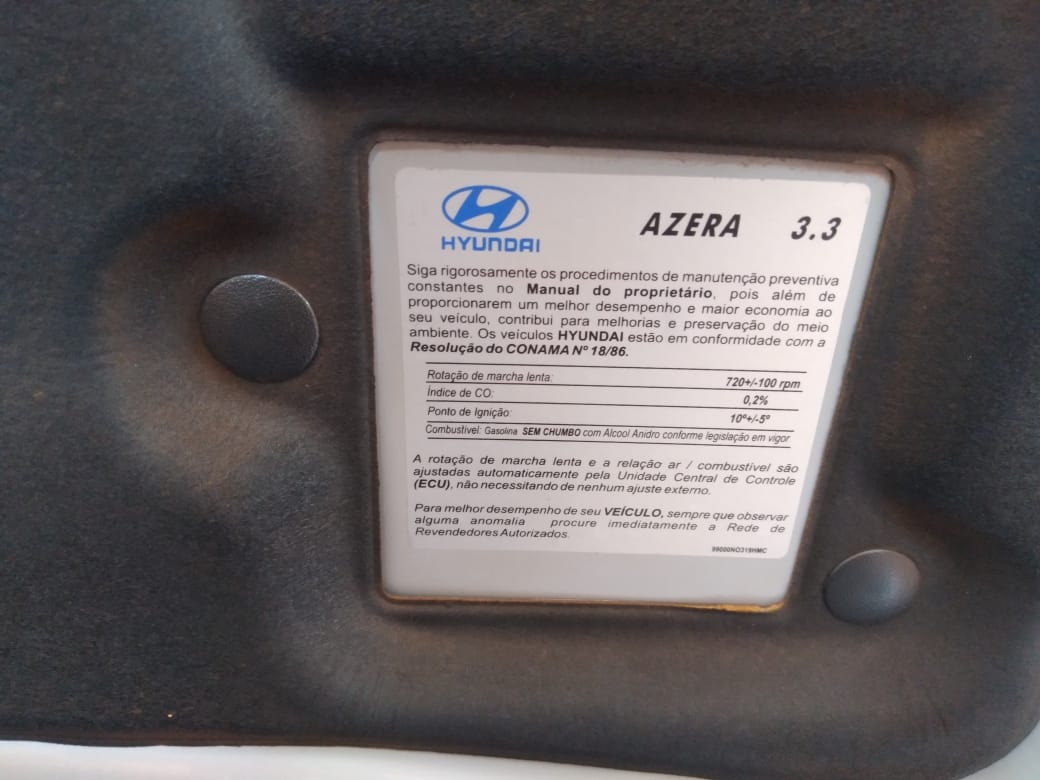 HYUNDAI
AZERA 3.3
Siga rigorosamente os procedimentos de manutenção preventiva
constantes no Manual do proprietário, pois além de
proporcionarem um melhor desempenho e maior economia ao
seu veículo, contribui para melhorias e preservação do meio
ambiente. Os veículos HYUNDAI estão em conformidade com a
Resolução do CONAMA Nº 18/86.
Rotação de marcha lenta: 720+/-100 rpm
Índice de CO: 0,2%
Ponto de Ignição: 10º+/-5º
Combustível: Gasolina SEM CHUMBO com Alcool Anidro conforme legislação em vigor
A rotação de marcha lenta e a relação ar / combustível são
ajustadas automaticamente pela Unidade Central de Controle
(ECU), não necessitando de nenhum ajuste externo.
Para melhor desempenho de seu VEÍCULO, sempre que observar
alguma anomalia procure imediatamente a Rede de
Revendedores Autorizados.
99000NO319HMC